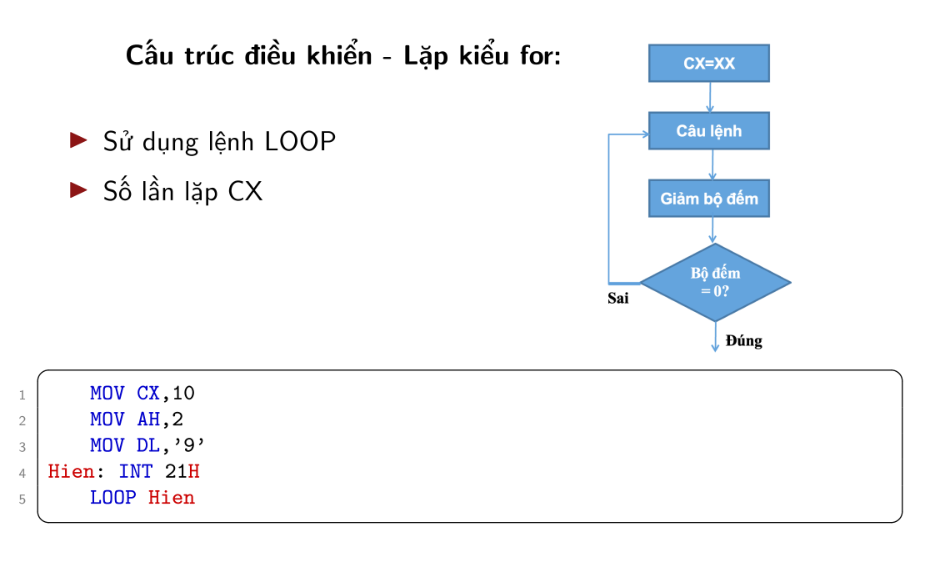 Cấu trúc điều khiển - Lặp kiểu for:
Sử dụng lệnh LOOP
Số lần lặp CX
CX=XX
Câu lệnh
Giảm bộ đếm
Bộ đếm
= 0?
Sai
Đúng
1 MOV CX,10
2 MOV AH,2
3 MOV DL,’9’
4 Hien: INT 21H
5 LOOP Hien